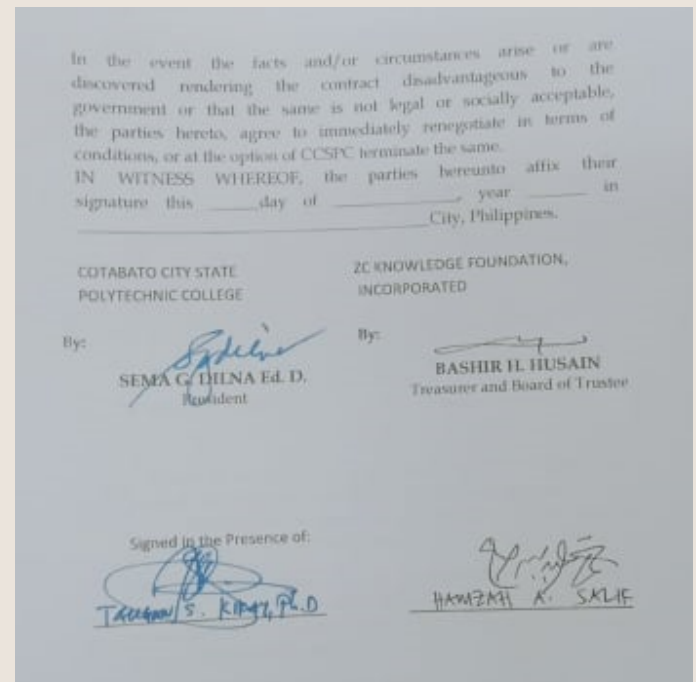 In the event the facts and/or circumstances arise or are
discovered rendering the contract disadvantageous to the
government or that the same is not legal or socially acceptable,
the parties hereto, agree to immediately renegotiate in terms of
conditions, or at the option of CCSPC terminate the same.
IN WITNESS WHEREOF, the parties hereunto affix their
signature this ______day of ______________, year _______ in
______________________________________City, Philippines.
COTABATO CITY STATE
POLYTECHNIC COLLEGE
ZC KNOWLEDGE FOUNDATION,
INCORPORATED
By:
SEMA G. DILNA Ed. D.
President
By:
BASHIR H. HUSAIN
Treasurer and Board of Trustee
Signed in the Presence of:
S. Ph.D
HAMZAH A. SALIF